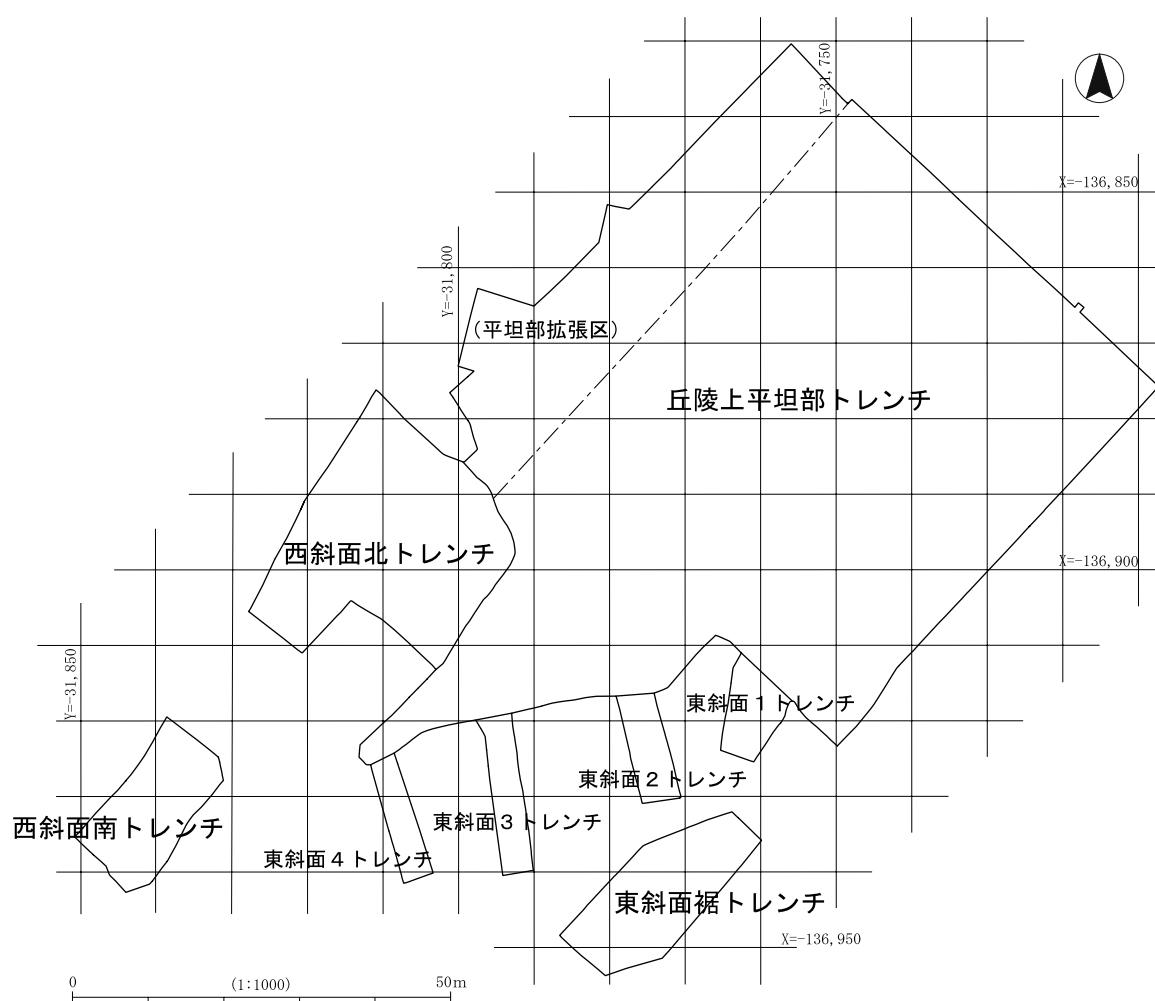 Y=-31,750
X=-136,850
Y=-31,800
（平坦部拡張区）
丘陵上平坦部トレンチ
西斜面北トレンチ
X=-136,900
Y=-31,850
東斜面１トレンチ
東斜面２トレンチ
東斜面３トレンチ
西斜面南トレンチ
東斜面４トレンチ
東斜面裾トレンチ
X=-136,950
0 (1:1000) 50m